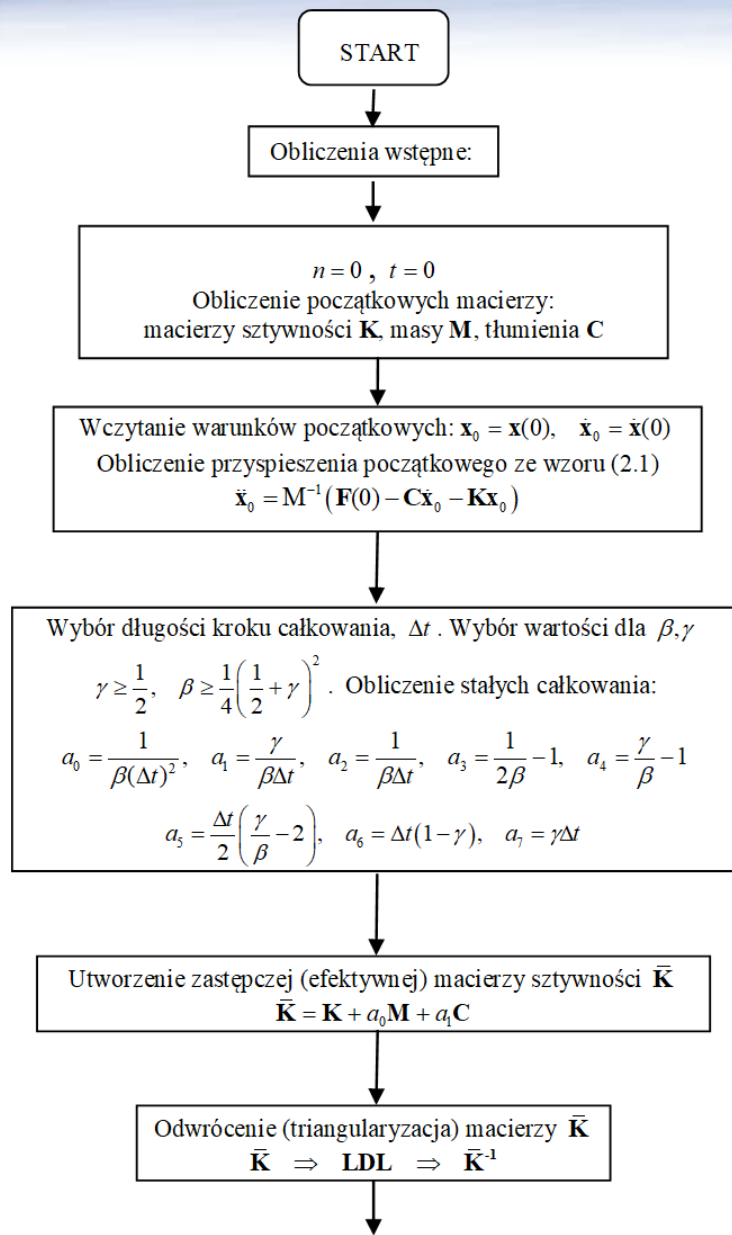 START
Obliczenia wstępne:
n = 0 , t = 0
Obliczenie początkowych macierzy:
macierzy sztywności K, masy M, tłumienia C
Wczytanie warunków początkowych: x₀ = x(0), ẋ₀ = ẋ(0)
Obliczenie przyspieszenia początkowego ze wzoru (2.1)
ẍ₀ = M⁻¹(F(0) − Cẋ₀ − Kx₀)
Wybór długości kroku całkowania, Δt . Wybór wartości dla β,γ
γ ≥ 1/2, β ≥ 1/4(1/2 + γ)² . Obliczenie stałych całkowania:
a₀ = 1/(β(Δt)²), a₁ = γ/(βΔt), a₂ = 1/(βΔt), a₃ = 1/(2β) − 1, a₄ = γ/β − 1
a₅ = Δt/2(γ/β − 2), a₆ = Δt(1 − γ), a₇ = γΔt
Utworzenie zastępczej (efektywnej) macierzy sztywności K̄
K̄ = K + a₀M + a₁C
Odwrócenie (triangularyzacja) macierzy K̄
K̄ ⇒ LDL ⇒ K̄⁻¹